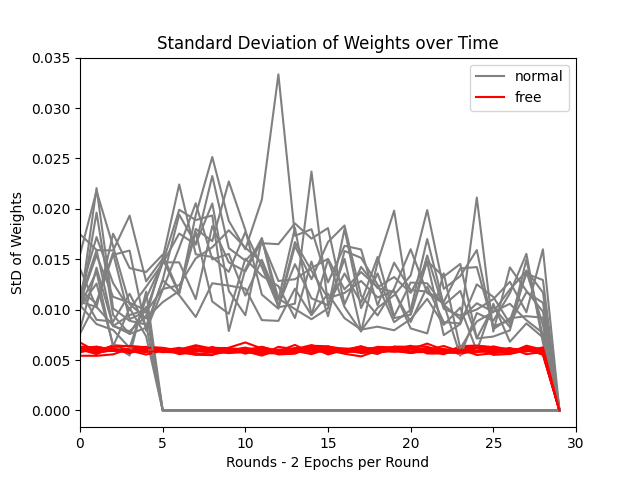 Standard Deviation of Weights over Time
normal
free
StD of Weights
0.035
0.030
0.025
0.020
0.015
0.010
0.005
0.000
0 5 10 15 20 25 30
Rounds - 2 Epochs per Round